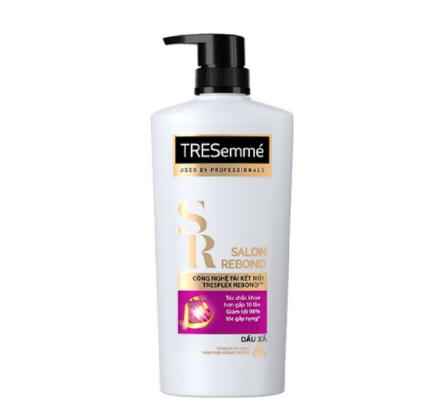 TRESemmé
USED BY PROFESSIONALS
SR
SALON
REBOND
CÔNG NGHỆ TÁI KẾT NỐI
TRESPLEX REBOND™
Tóc chắc khoẻ
hơn gấp 10 lần
Giảm tới 98%
tóc gãy rụng*
DẦU XẢ